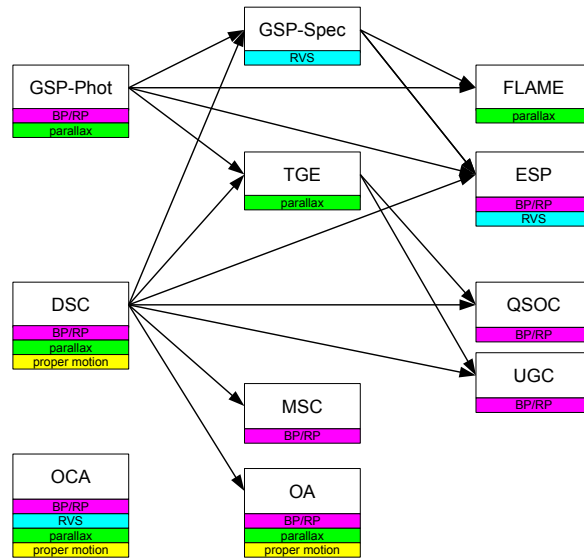 GSP-Spec
RVS
GSP-Phot
BP/RP
parallax
FLAME
parallax
TGE
parallax
ESP
BP/RP
RVS
DSC
BP/RP
parallax
proper motion
QSOC
BP/RP
UGC
BP/RP
MSC
BP/RP
OCA
BP/RP
RVS
parallax
proper motion
OA
BP/RP
parallax
proper motion